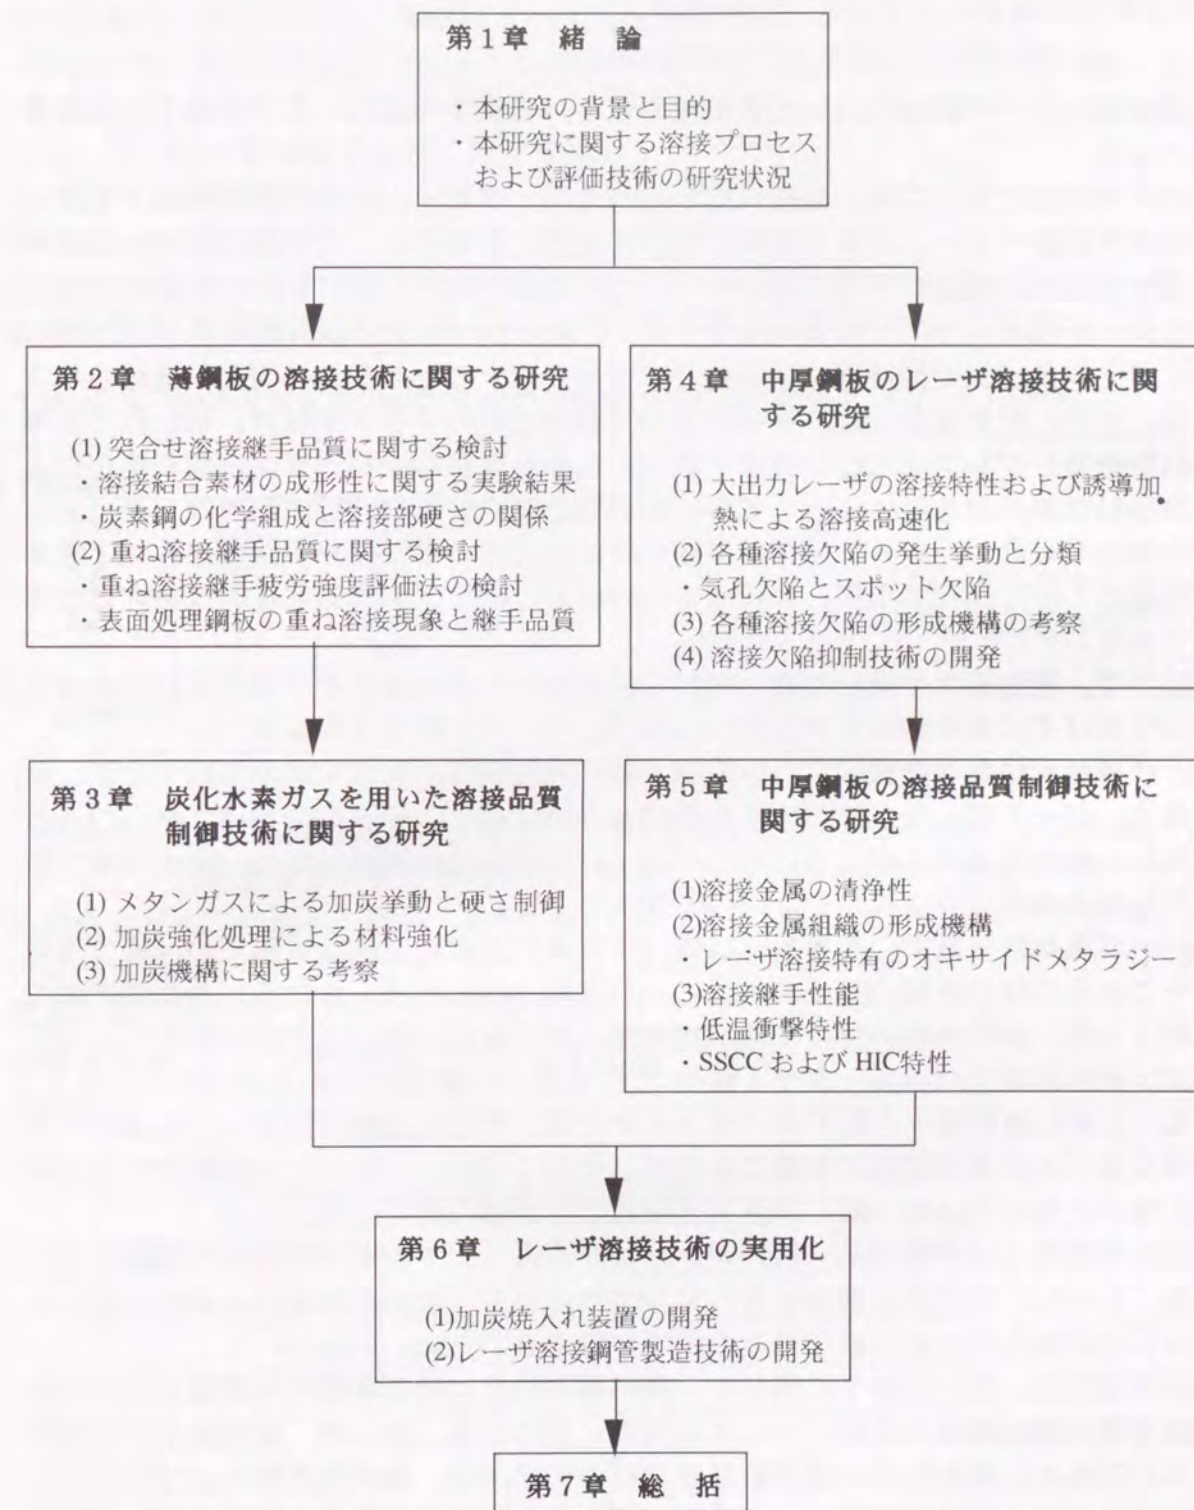 第1章 緒 論
・本研究の背景と目的
・本研究に関する溶接プロセス
および評価技術の研究状況
第2章 薄鋼板の溶接技術に関する研究
(1) 突合せ溶接継手品質に関する検討
・溶接結合素材の成形性に関する実験結果
・炭素鋼の化学組成と溶接部硬さの関係
(2) 重ね溶接継手品質に関する検討
・重ね溶接継手疲労強度評価法の検討
・表面処理鋼板の重ね溶接現象と継手品質
第4章 中厚鋼板のレーザ溶接技術に関
する研究
(1) 大出力レーザの溶接特性および誘導加
熱による溶接高速化
(2) 各種溶接欠陥の発生挙動と分類
・気孔欠陥とスポット欠陥
(3) 各種溶接欠陥の形成機構の考察
(4) 溶接欠陥抑制技術の開発
第3章 炭化水素ガスを用いた溶接品質
制御技術に関する研究
(1) メタンガスによる加炭挙動と硬さ制御
(2) 加炭強化処理による材料強化
(3) 加炭機構に関する考察
第5章 中厚鋼板の溶接品質制御技術に
関する研究
(1)溶接金属の清浄性
(2)溶接金属組織の形成機構
・レーザ溶接特有のオキサイドメタラジー
(3)溶接継手性能
・低温衝撃特性
・SSCC および HIC特性
第6章 レーザ溶接技術の実用化
(1)加炭焼入れ装置の開発
(2)レーザ溶接鋼管製造技術の開発
第7章 総 括